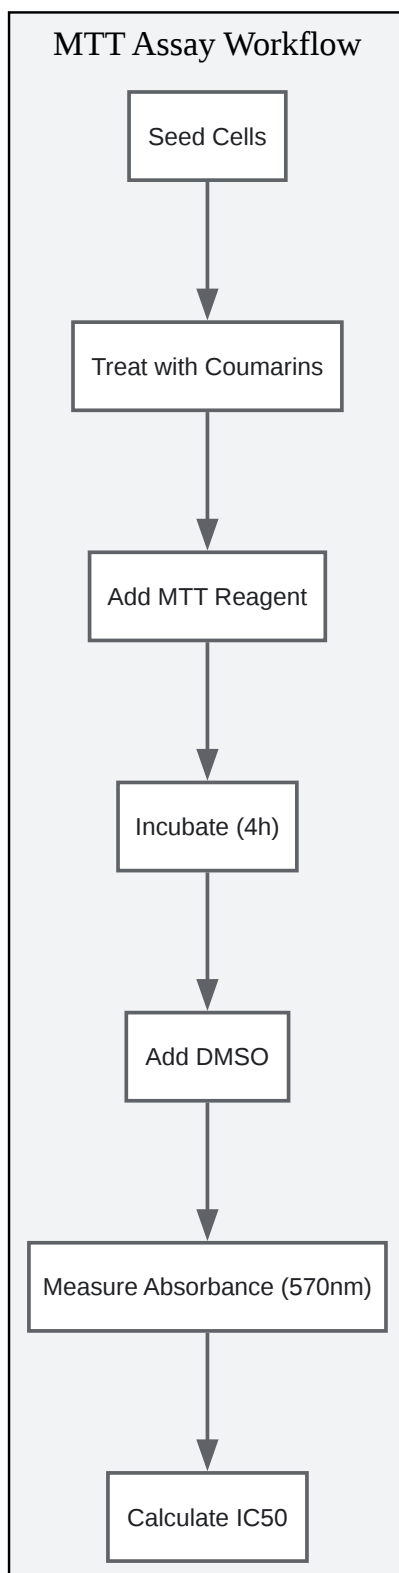 MTT Assay Workflow
Seed Cells
Treat with Coumarins
Add MTT Reagent
Incubate (4h)
Add DMSO
Measure Absorbance (570nm)
Calculate IC50